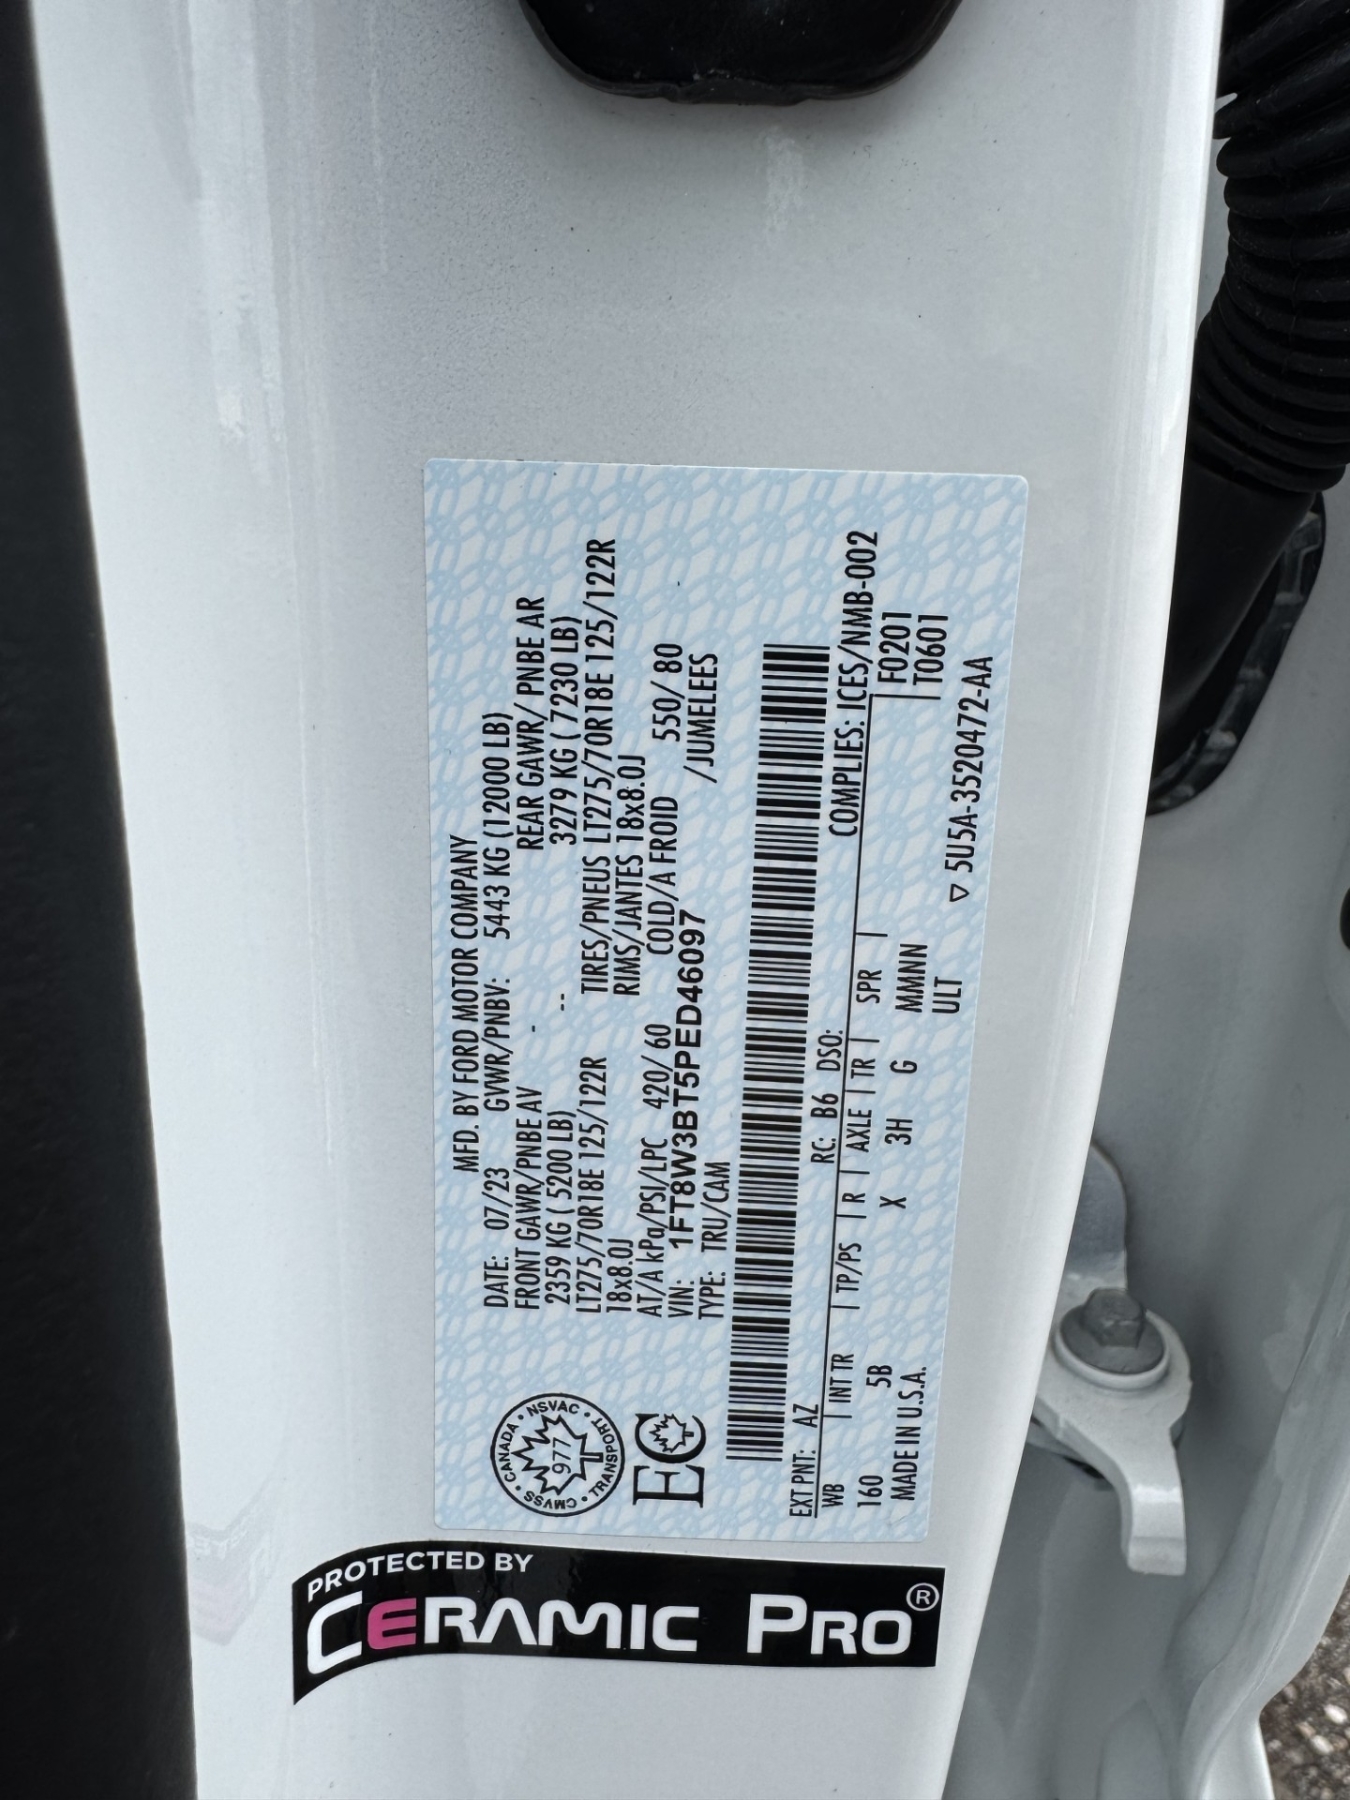 MFD. BY FORD MOTOR COMPANY
DATE: 07/23 GVWR/PNBV: 5443 KG (12000 LB)
FRONT GAWR/PNBE AV - REAR GAWR/ PNBE AR
2359 KG ( 5200 LB) -- 3279 KG ( 7230 LB)
LT275/70R18E 125/122R TIRES/PNEUS LT275/70R18E 125/122R
18x8.0J RIMS/JANTES 18x8.0J
AT/A kPa/PSI/LPC 420/ 60 COLD/A FROID 550/ 80
VIN: 1FT8W3BT5PED46097 /JUMELEES
TYPE: TRU/CAM
CANADA • NSVAC • TRANSPORT • CMVSS •
977
EC
EXT PNT: AZ RC: B6 DSO: COMPLIES: ICES/NMB-002
WB | INT TR | TP/PS | R | AXLE | TR | SPR | F0201
160 5B X 3H G MMMNN | T0601
MADE IN U.S.A. ULT
▽ 5U5A-3520472-AA
PROTECTED BY
CERAMIC PRO®